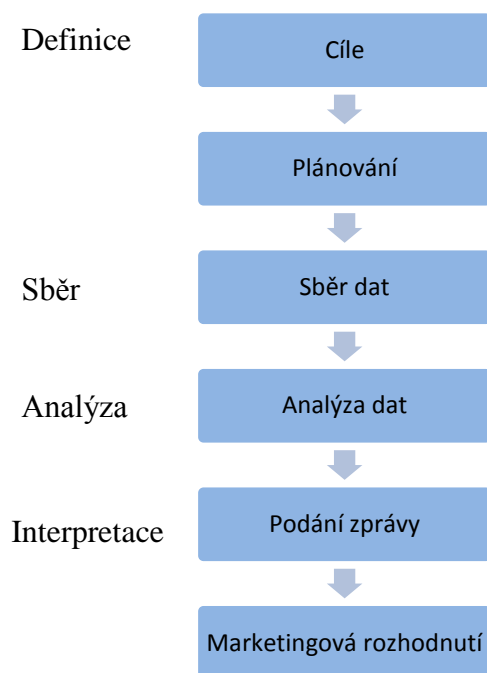 Definice
Cíle
Plánování
Sběr
Sběr dat
Analýza
Analýza dat
Interpretace
Podání zprávy
Marketingová rozhodnutí